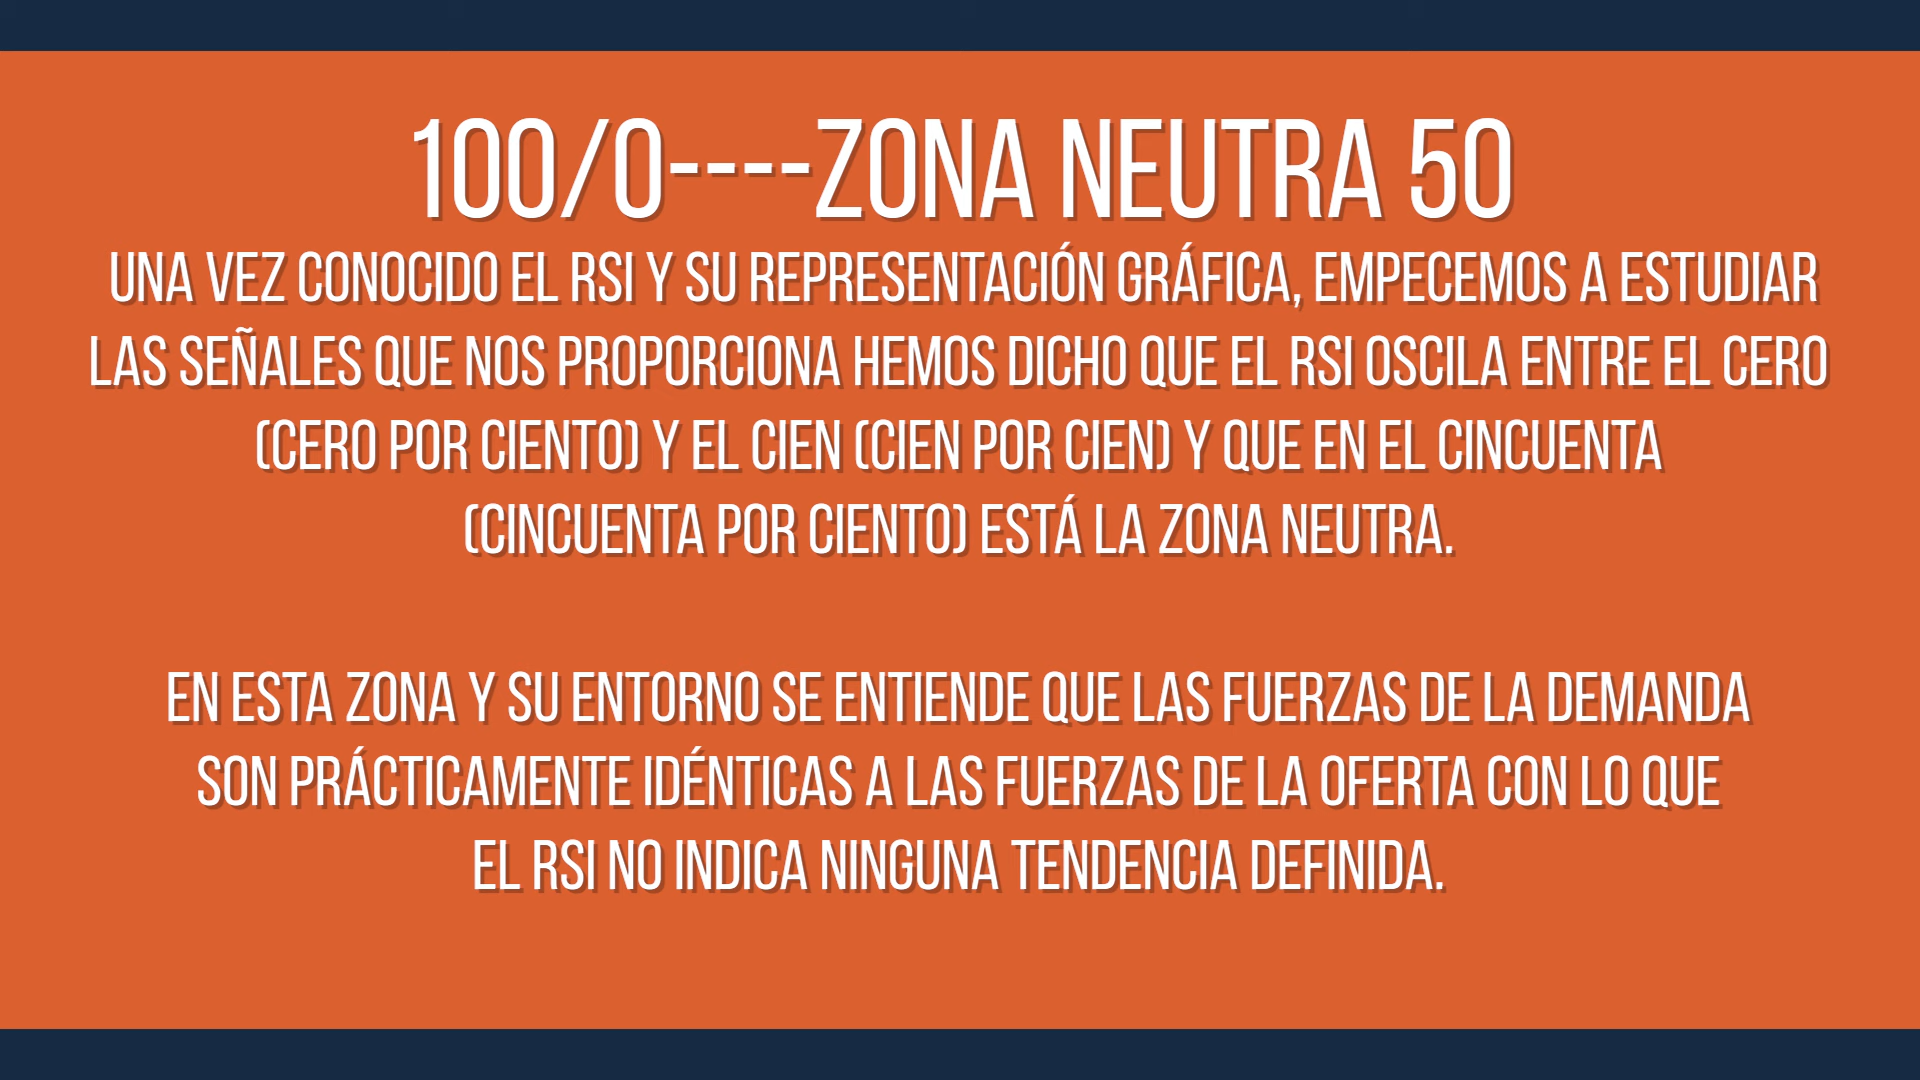 100/0----ZONA NEUTRA 50
UNA VEZ CONOCIDO EL RSI Y SU REPRESENTACIÓN GRÁFICA, EMPECEMOS A ESTUDIAR
LAS SEÑALES QUE NOS PROPORCIONA HEMOS DICHO QUE EL RSI OSCILA ENTRE EL CERO
(CERO POR CIENTO) Y EL CIEN (CIEN POR CIEN) Y QUE EN EL CINCUENTA
(CINCUENTA POR CIENTO) ESTÁ LA ZONA NEUTRA.
EN ESTA ZONA Y SU ENTORNO SE ENTIENDE QUE LAS FUERZAS DE LA DEMANDA
SON PRÁCTICAMENTE IDÉNTICAS A LAS FUERZAS DE LA OFERTA CON LO QUE
EL RSI NO INDICA NINGUNA TENDENCIA DEFINIDA.